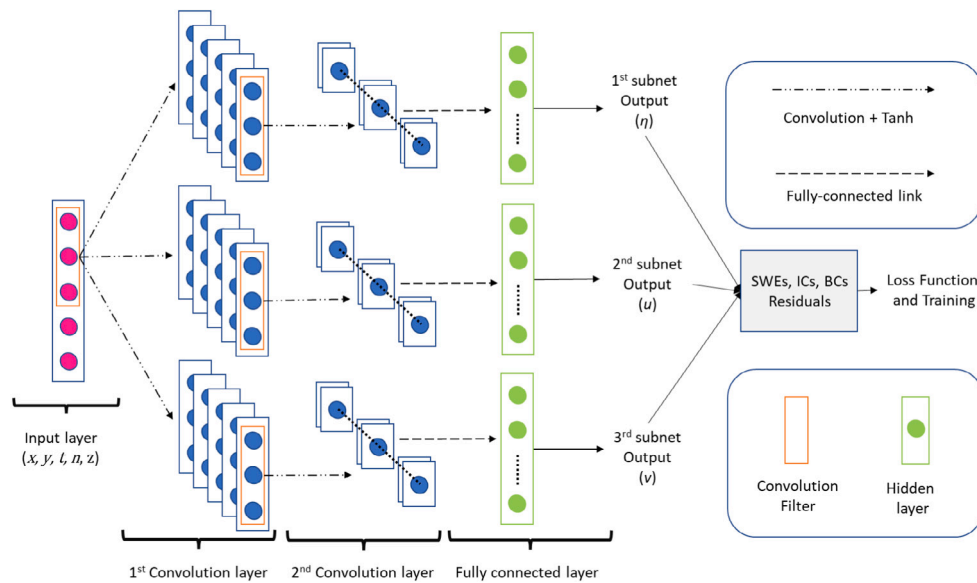 1st subnet
Output
(η)
Convolution + Tanh
Fully-connected link
2nd subnet
Output
(u)
SWEs, ICs, BCs
Residuals
Loss Function
and Training
Input layer
(x, y, t, n, z)
3rd subnet
Output
(v)
Convolution
Filter
Hidden
layer
1st Convolution layer
2nd Convolution layer
Fully connected layer